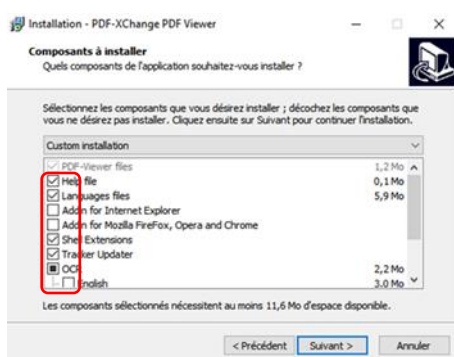 Installation - PDF-XChange PDF Viewer
Composants à installer
Quels composants de l'application souhaitez-vous installer ?
Sélectionnez les composants que vous désirez installer ; décochez les composants que
vous ne désirez pas installer. Cliquez ensuite sur Suivant pour continuer l'installation.
Custom installation
PDF-Viewer files 1,2 Mo
Help file 0,1 Mo
Languages files 5,9 Mo
Addin for Internet Explorer
Addin for Mozilla FireFox, Opera and Chrome
Shell Extensions
Tracker Updater
OCR 2,2 Mo
English 3,0 Mo
Les composants sélectionnés nécessitent au moins 11,6 Mo d'espace disponible.
< Précédent Suivant > Annuler